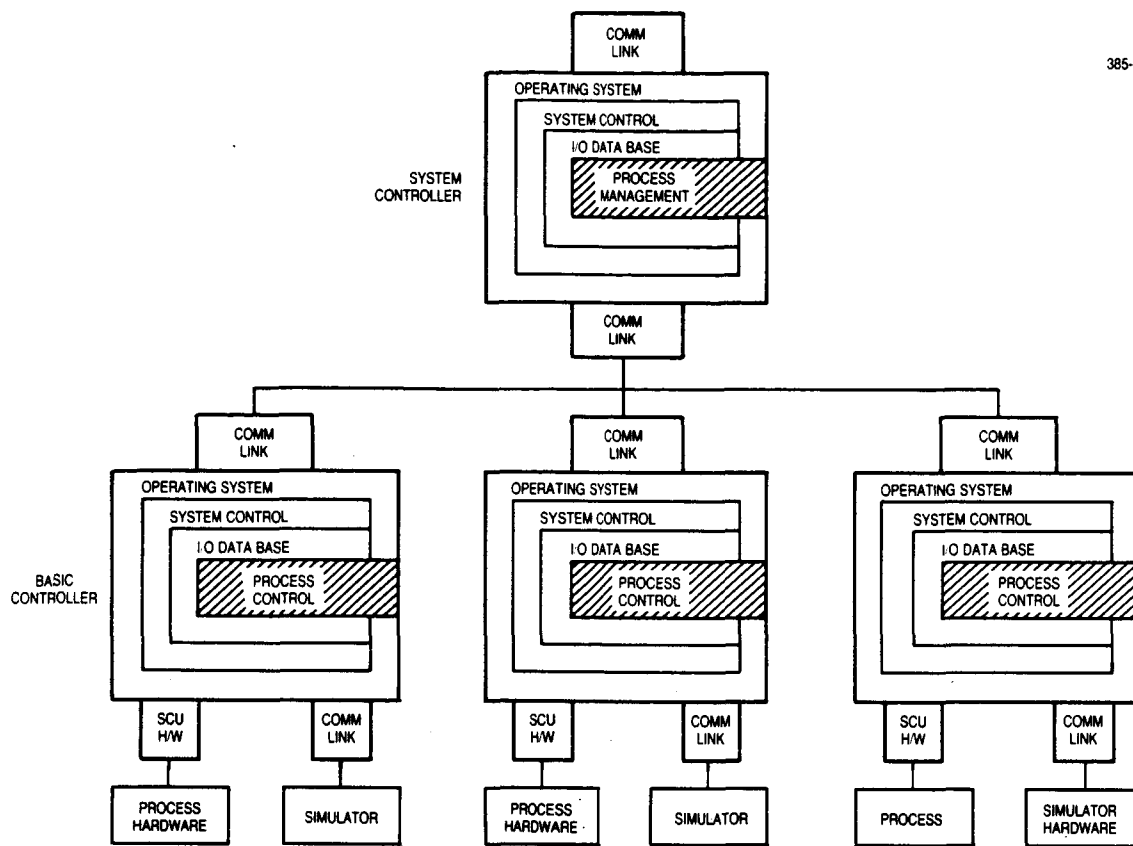 COMM
LINK
385-
OPERATING SYSTEM
SYSTEM CONTROL
I/O DATA BASE
PROCESS
MANAGEMENT
SYSTEM
CONTROLLER
COMM
LINK
COMM
LINK
COMM
LINK
COMM
LINK
OPERATING SYSTEM
SYSTEM CONTROL
I/O DATA BASE
PROCESS
CONTROL
OPERATING SYSTEM
SYSTEM CONTROL
I/O DATA BASE
PROCESS
CONTROL
OPERATING SYSTEM
SYSTEM CONTROL
I/O DATA BASE
PROCESS
CONTROL
BASIC
CONTROLLER
SCU
H/W
COMM
LINK
SCU
H/W
COMM
LINK
SCU
H/W
COMM
LINK
PROCESS
HARDWARE
SIMULATOR
PROCESS
HARDWARE
SIMULATOR
PROCESS
SIMULATOR
HARDWARE